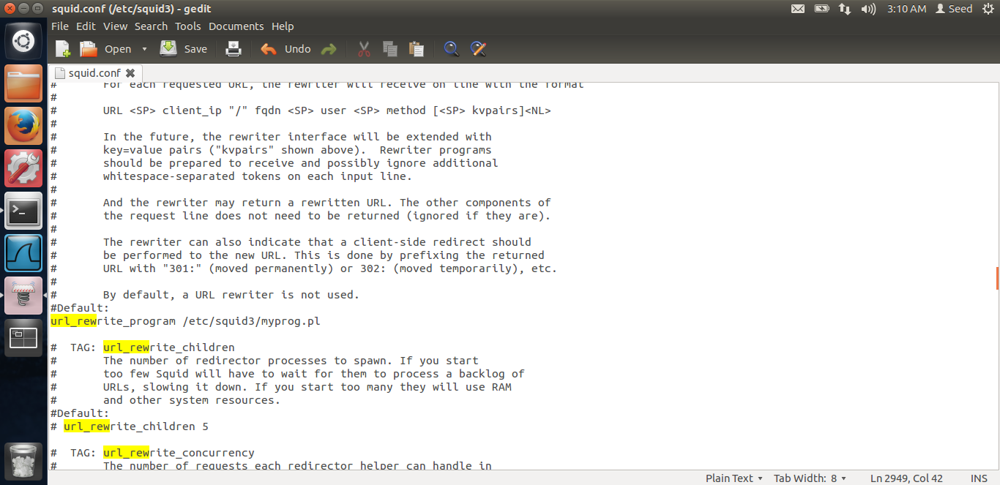 squid.conf (/etc/squid3) - gedit
3:10 AM Seed
File Edit View Search Tools Documents Help
Open Save Undo
squid.conf
# For each requested URL, the rewriter will receive on line with the format
#
# URL <SP> client_ip "/" fqdn <SP> user <SP> method [<SP> kvpairs]<NL>
#
# In the future, the rewriter interface will be extended with
# key=value pairs ("kvpairs" shown above).  Rewriter programs
# should be prepared to receive and possibly ignore additional
# whitespace-separated tokens on each input line.
#
# And the rewriter may return a rewritten URL. The other components of
# the request line does not need to be returned (ignored if they are).
#
# The rewriter can also indicate that a client-side redirect should
# be performed to the new URL. This is done by prefixing the returned
# URL with "301:" (moved permanently) or 302: (moved temporarily), etc.
#
# By default, a URL rewriter is not used.
#Default:
url_rewrite_program /etc/squid3/myprog.pl
#  TAG: url_rewrite_children
# The number of redirector processes to spawn. If you start
# too few Squid will have to wait for them to process a backlog of
# URLs, slowing it down. If you start too many they will use RAM
# and other system resources.
#Default:
# url_rewrite_children 5
#  TAG: url_rewrite_concurrency
# The number of requests each redirector helper can handle in
Plain Text Tab Width: 8 Ln 2949, Col 42 INS